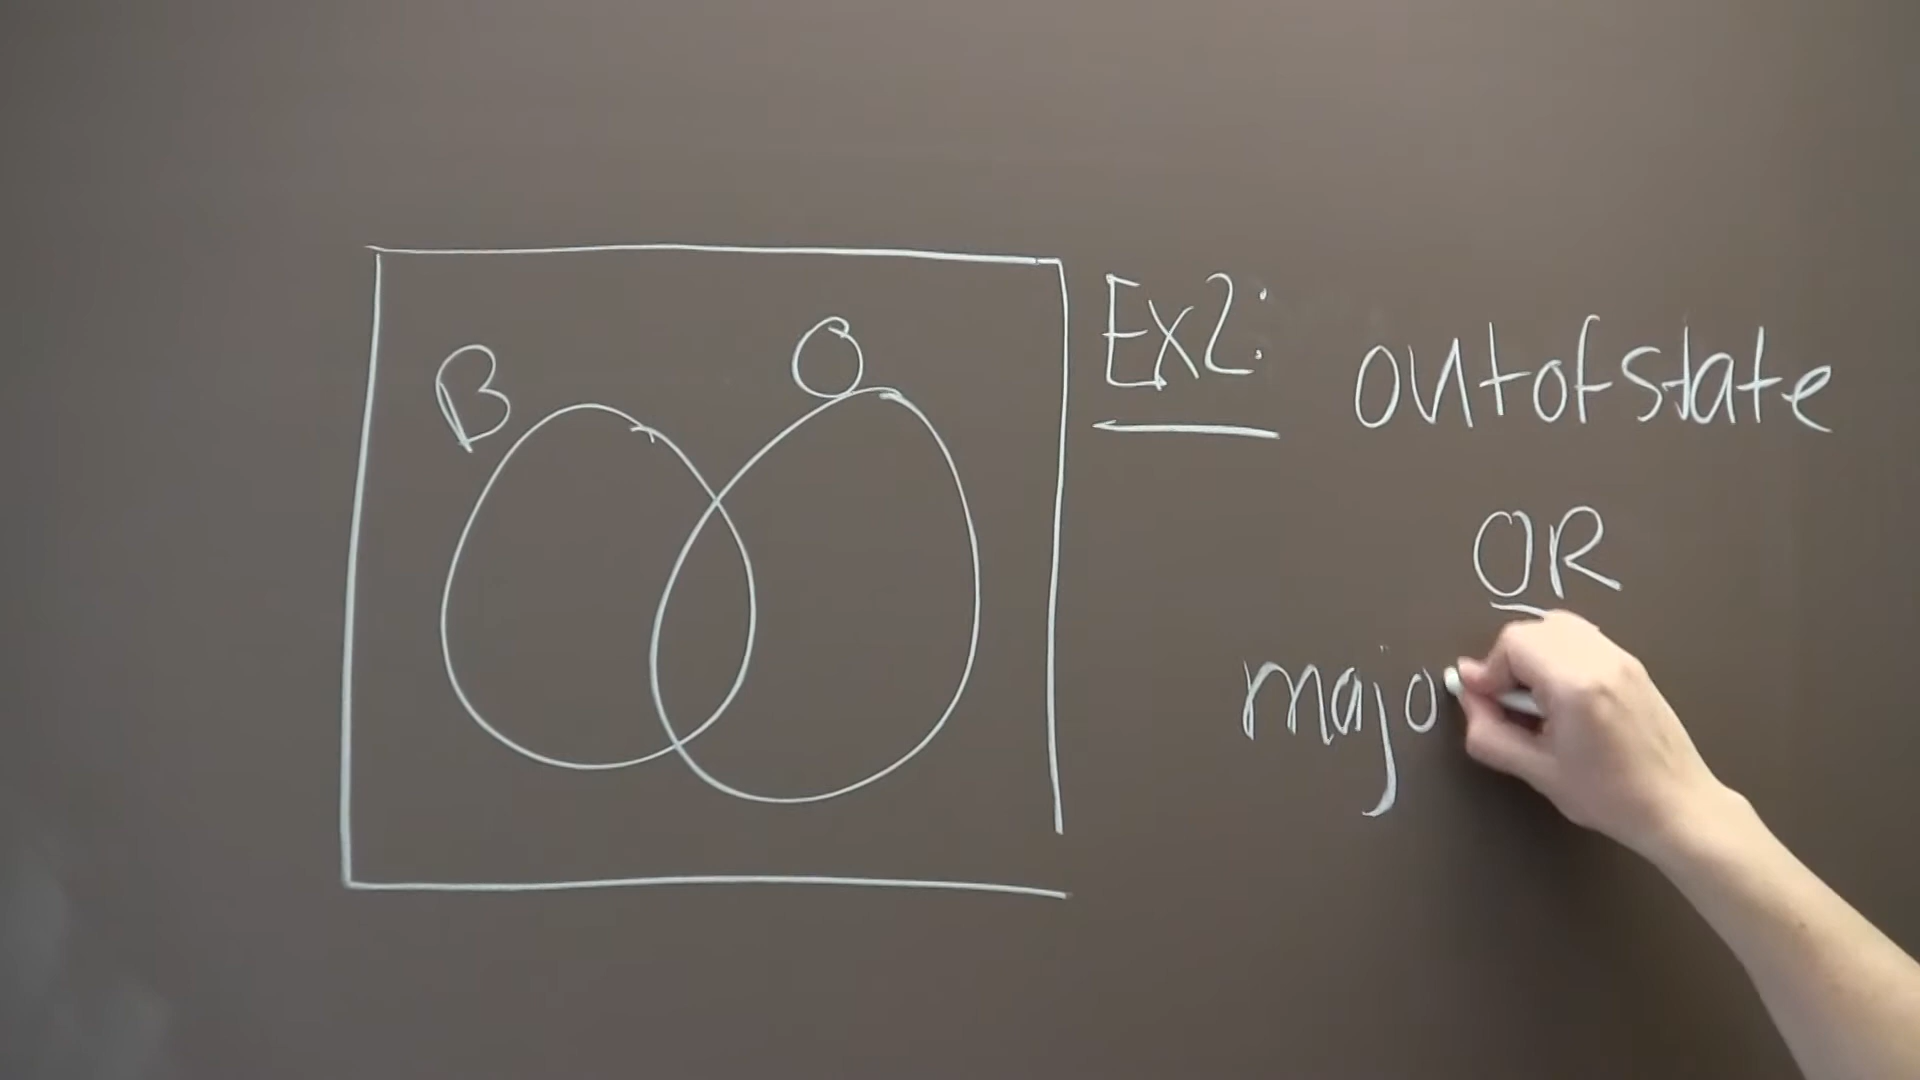 B
O
Ex2:
out of state
OR
majo